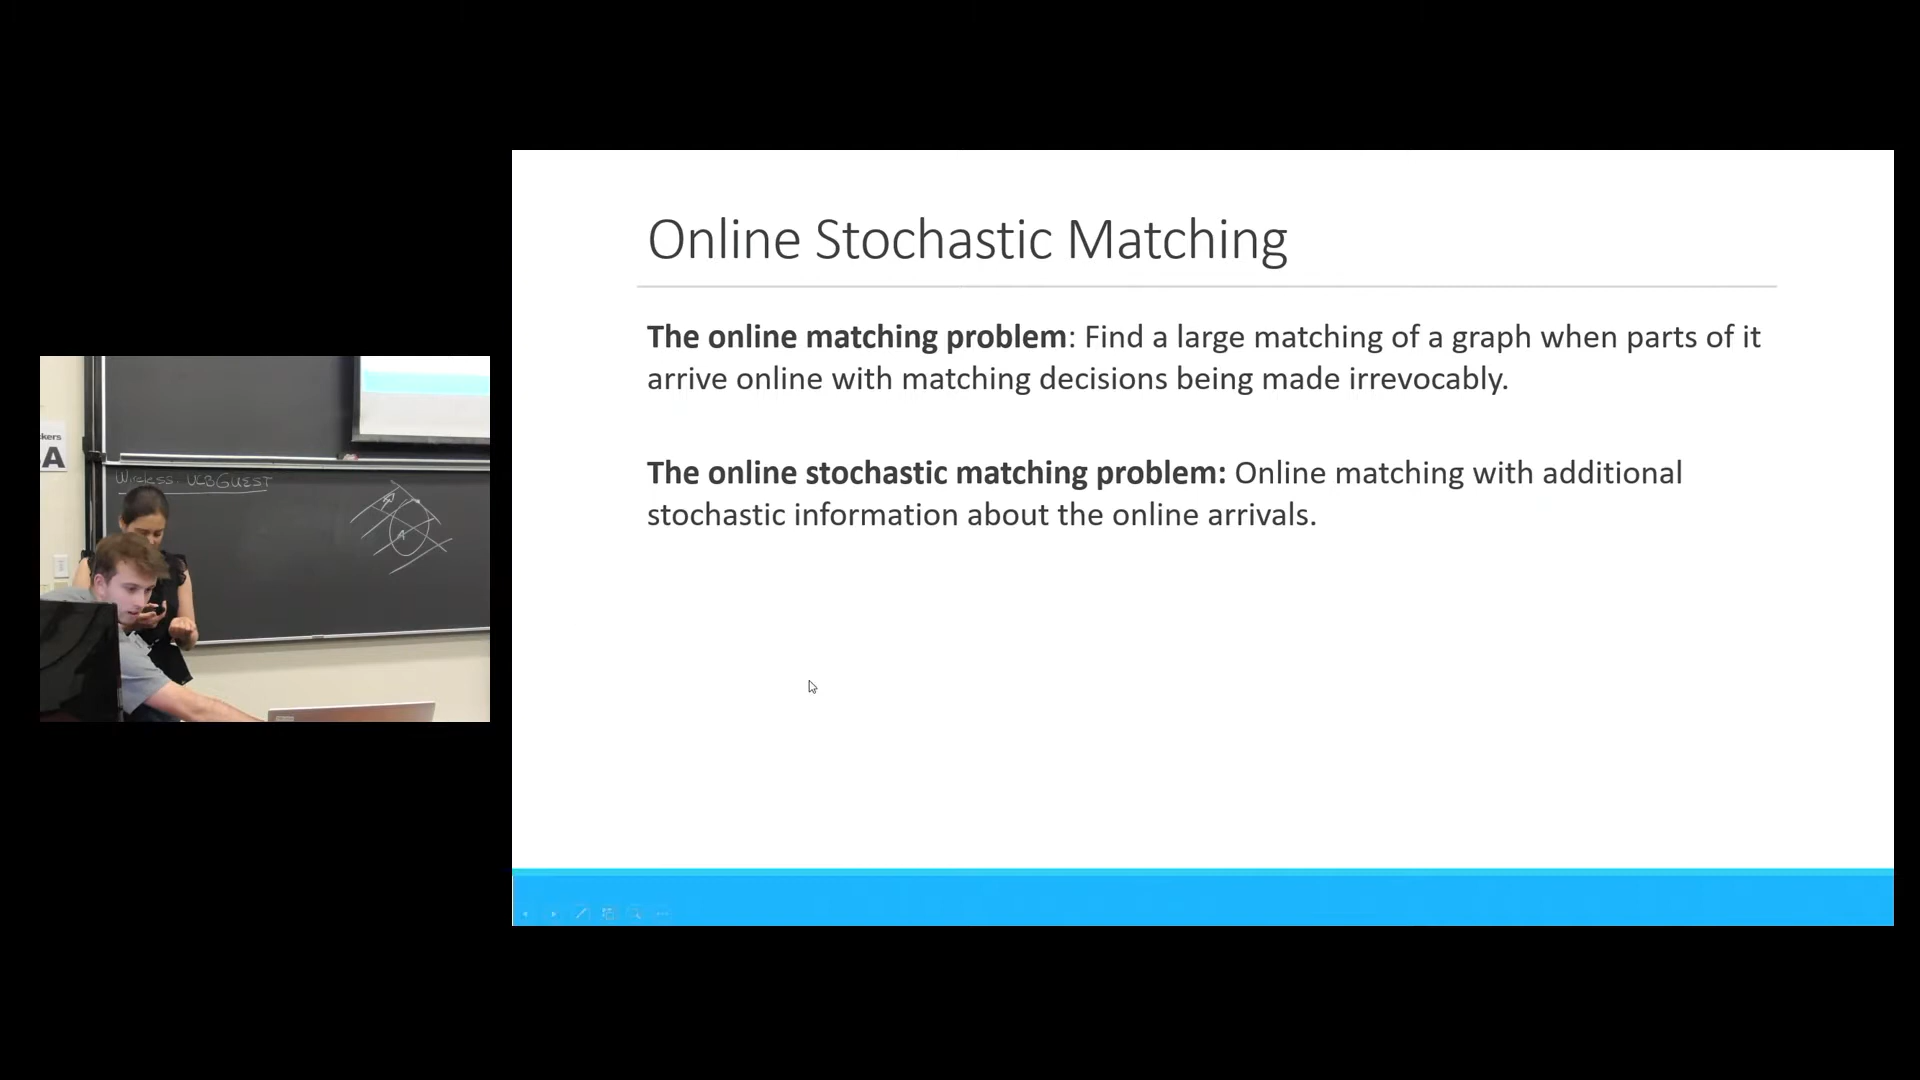 Online Stochastic Matching
The online matching problem: Find a large matching of a graph when parts of it
arrive online with matching decisions being made irrevocably.
The online stochastic matching problem: Online matching with additional
stochastic information about the online arrivals.
kers
A
Wireless: UCBGUEST